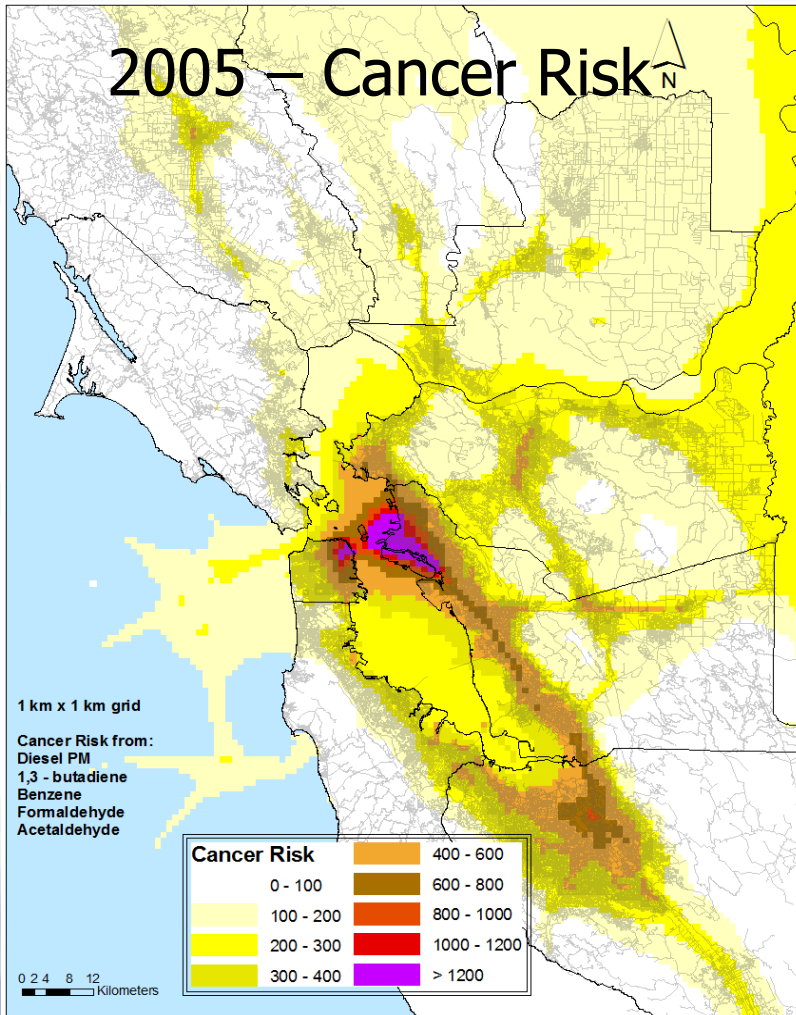 2005 – Cancer Risk
N
1 km x 1 km grid
Cancer Risk from:
Diesel PM
1,3 - butadiene
Benzene
Formaldehyde
Acetaldehyde
Cancer Risk
0 - 100
100 - 200
200 - 300
300 - 400
400 - 600
600 - 800
800 - 1000
1000 - 1200
> 1200
0 2 4 8 12
Kilometers